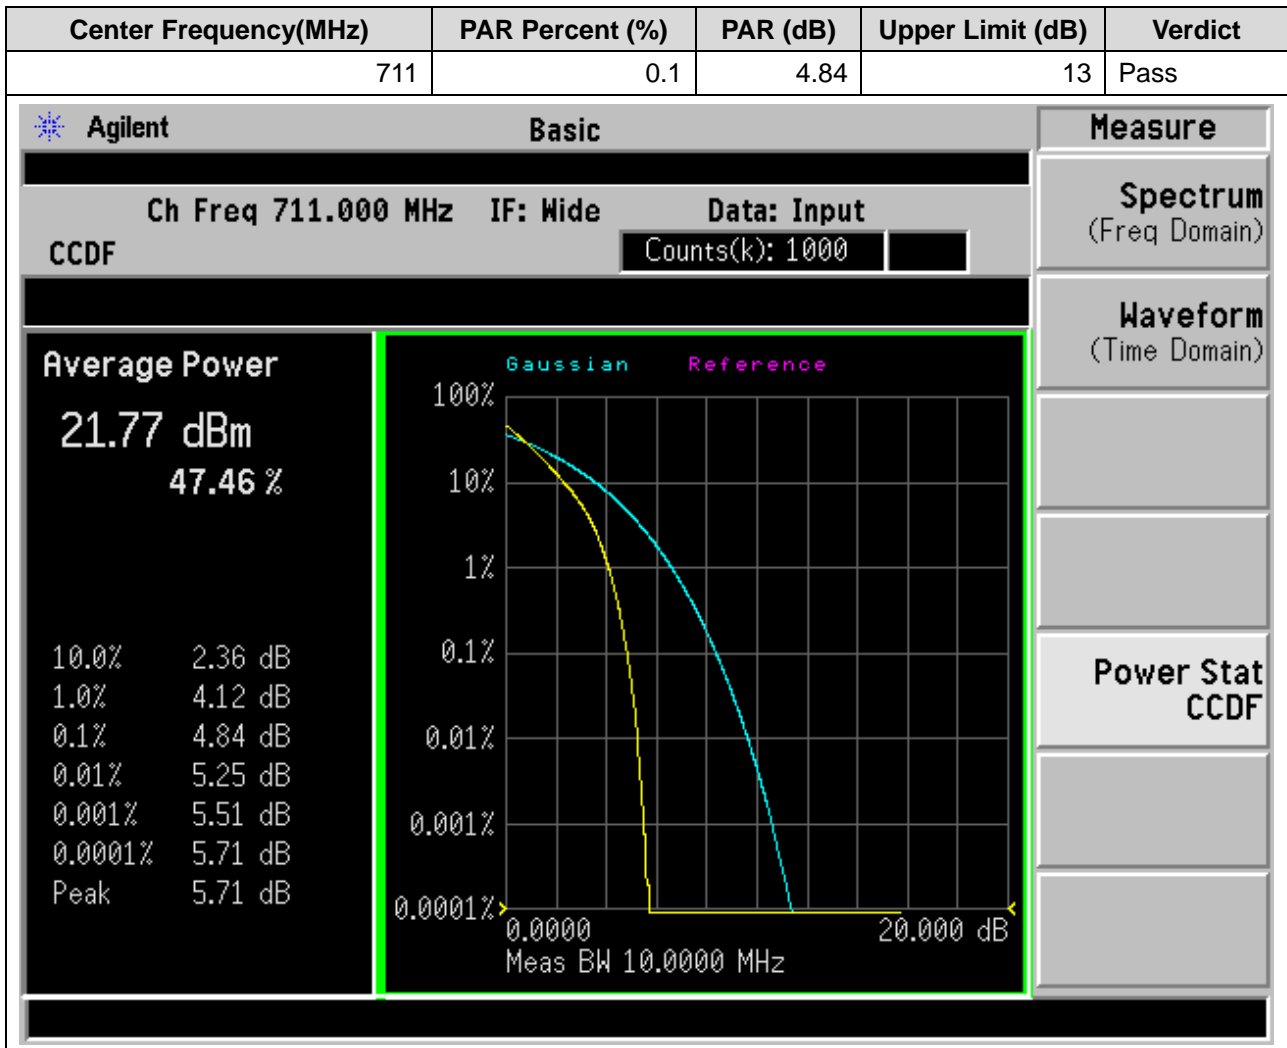 Center Frequency(MHz) PAR Percent (%) PAR (dB) Upper Limit (dB) Verdict
711 0.1 4.84 13 Pass
Agilent Basic Measure
Ch Freq 711.000 MHz IF: Wide Data: Input
CCDF Counts(k): 1000
Spectrum
(Freq Domain)
Waveform
(Time Domain)
Power Stat
CCDF
Average Power
21.77 dBm
47.46 %
10.0% 2.36 dB
1.0% 4.12 dB
0.1% 4.84 dB
0.01% 5.25 dB
0.001% 5.51 dB
0.0001% 5.71 dB
Peak 5.71 dB
Gaussian Reference
100%
10%
1%
0.1%
0.01%
0.001%
0.0001%
0.0000 20.000 dB
Meas BW 10.0000 MHz